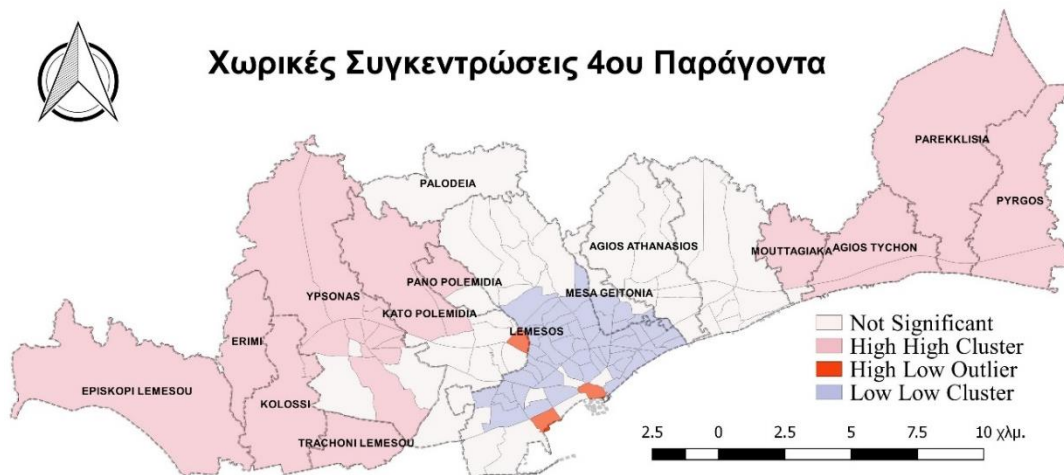 Χωρικές Συγκεντρώσεις 4ου Παράγοντα
PAREKKLISIA
PALODEIA
PYRGOS
AGIOS ATHANASIOS
MOUTTAGIAKA
AGIOS TYCHON
PANO POLEMIDIA
MESA GEITONIA
YPSONAS
KATO POLEMIDIA
LEMESOS
ERIMI
EPISKOPI LEMESOU
KOLOSSI
TRACHONI LEMESOU
Not Significant
High High Cluster
High Low Outlier
Low Low Cluster
2.5 0 2.5 5 7.5 10 χλμ.